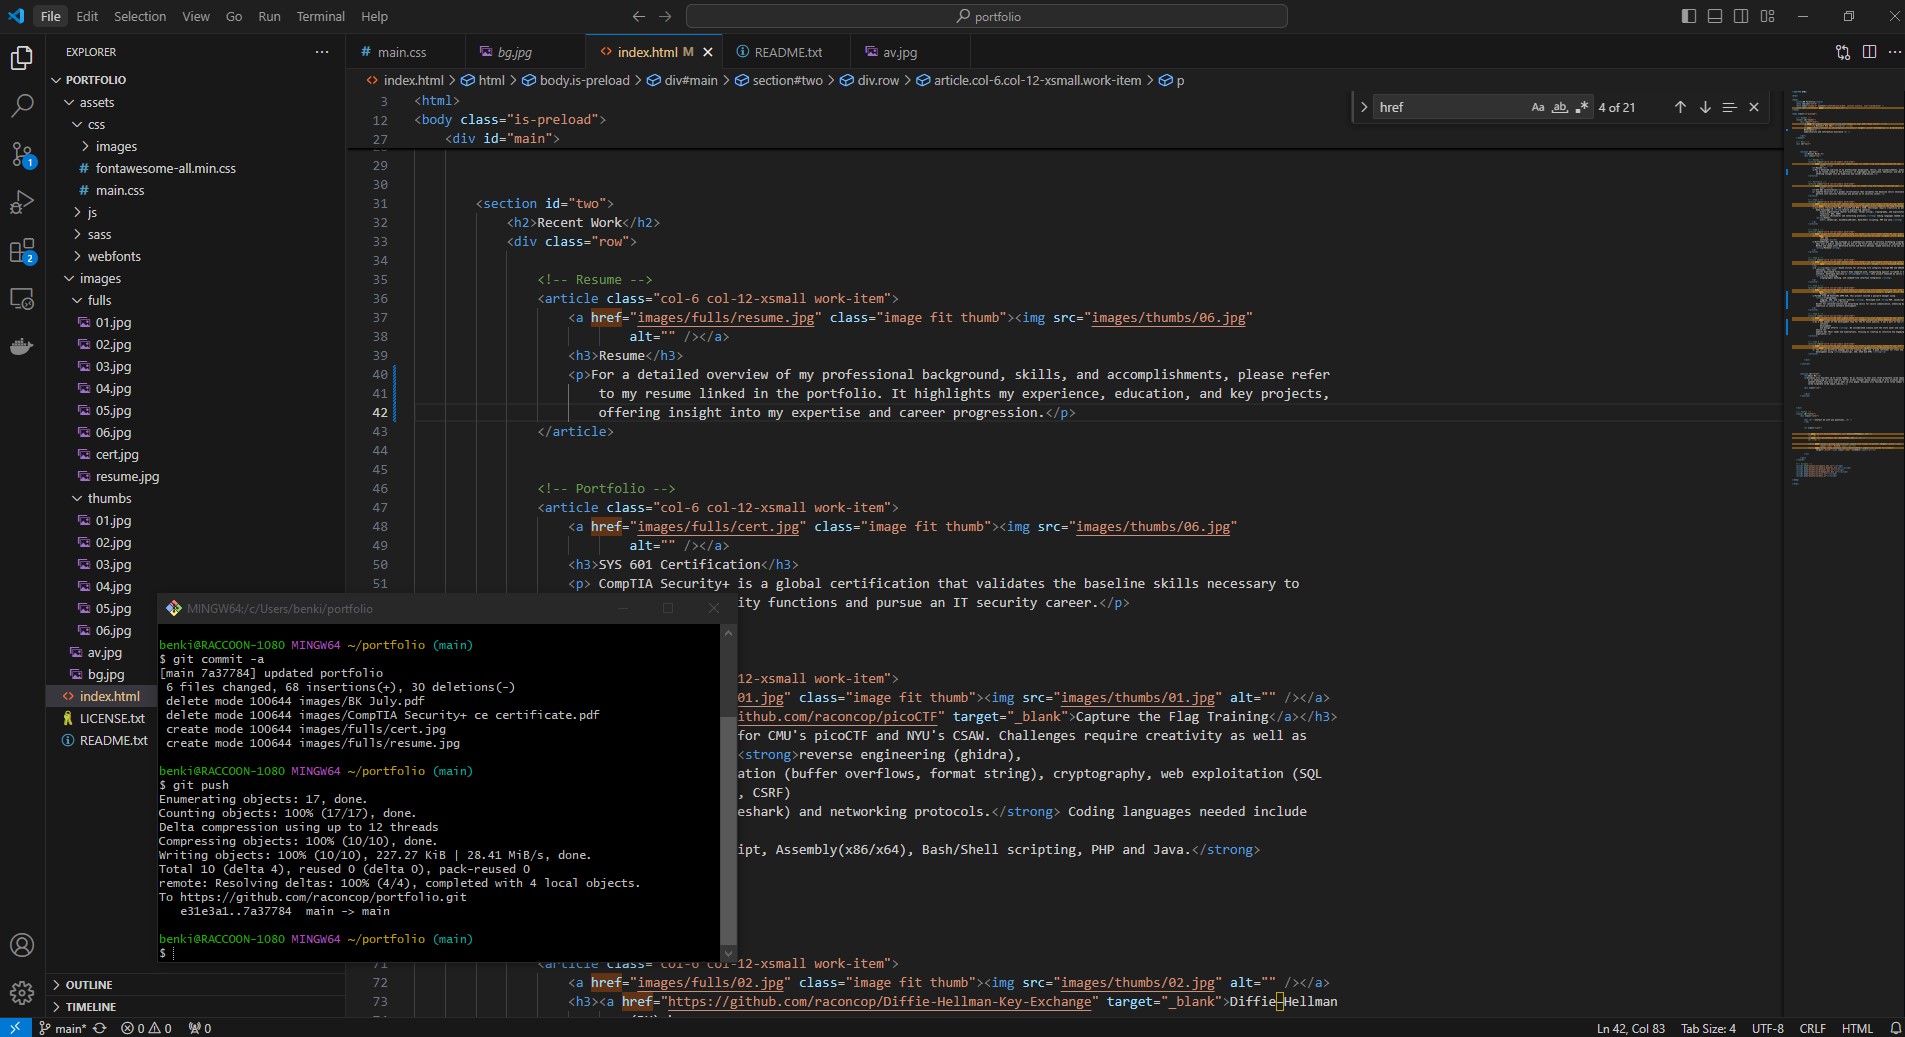 File Edit Selection View Go Run Terminal Help
portfolio
EXPLORER
PORTFOLIO
assets
css
images
# fontawesome-all.min.css
# main.css
js
sass
webfonts
images
fulls
01.jpg
02.jpg
03.jpg
04.jpg
05.jpg
06.jpg
cert.jpg
resume.jpg
thumbs
01.jpg
02.jpg
03.jpg
04.jpg
05.jpg
06.jpg
av.jpg
bg.jpg
<> index.html
LICENSE.txt
README.txt
OUTLINE
TIMELINE
1
2
# main.css
bg.jpg
<> index.html M
README.txt
av.jpg
<> index.html > html > body.is-preload > div#main > section#two > div.row > article.col-6.col-12-xsmall.work-item > p
href Aa ab 4 of 21
3 <html>
12 <body class="is-preload">
27 <div id="main">
29
30
31 <section id="two">
32 <h2>Recent Work</h2>
33 <div class="row">
34
35 <!-- Resume -->
36 <article class="col-6 col-12-xsmall work-item">
37 <a href="images/fulls/resume.jpg" class="image fit thumb"><img src="images/thumbs/06.jpg"
38 alt="" /></a>
39 <h3>Resume</h3>
40 <p>For a detailed overview of my professional background, skills, and accomplishments, please refer
41 to my resume linked in the portfolio. It highlights my experience, education, and key projects,
42 offering insight into my expertise and career progression.</p>
43 </article>
44
45
46 <!-- Portfolio -->
47 <article class="col-6 col-12-xsmall work-item">
48 <a href="images/fulls/cert.jpg" class="image fit thumb"><img src="images/thumbs/06.jpg"
49 alt="" /></a>
50 <h3>SYS 601 Certification</h3>
51 <p> CompTIA Security+ is a global certification that validates the baseline skills necessary to
ity functions and pursue an IT security career.</p>
12-xsmall work-item">
01.jpg" class="image fit thumb"><img src="images/thumbs/01.jpg" alt="" /></a>
github.com/raconcop/picoCTF" target="_blank">Capture the Flag Training</a></h3>
for CMU's picoCTF and NYU's CSAW. Challenges require creativity as well as
<strong>reverse engineering (ghidra),
ation (buffer overflows, format string), cryptography, web exploitation (SQL
, CSRF)
eshark) and networking protocols.</strong> Coding languages needed include
ipt, Assembly(x86/x64), Bash/Shell scripting, PHP and Java.</strong>
71 <article class="col-6 col-12-xsmall work-item">
72 <a href="images/fulls/02.jpg" class="image fit thumb"><img src="images/thumbs/02.jpg" alt="" /></a>
73 <h3><a href="https://github.com/raconcop/Diffie-Hellman-Key-Exchange" target="_blank">Diffie-Hellman
MINGW64:/c/Users/benki/portfolio
benki@RACCOON-1080 MINGW64 ~/portfolio (main)
$ git commit -a
[main 7a37784] updated portfolio
6 files changed, 68 insertions(+), 30 deletions(-)
delete mode 100644 images/BK July.pdf
delete mode 100644 images/CompTIA Security+ ce certificate.pdf
create mode 100644 images/fulls/cert.jpg
create mode 100644 images/fulls/resume.jpg
benki@RACCOON-1080 MINGW64 ~/portfolio (main)
$ git push
Enumerating objects: 17, done.
Counting objects: 100% (17/17), done.
Delta compression using up to 12 threads
Compressing objects: 100% (10/10), done.
Writing objects: 100% (10/10), 227.27 KiB | 28.41 MiB/s, done.
Total 10 (delta 4), reused 0 (delta 0), pack-reused 0
remote: Resolving deltas: 100% (4/4), completed with 4 local objects.
To https://github.com/raconcop/portfolio.git
e31e3a1..7a37784 main -> main
benki@RACCOON-1080 MINGW64 ~/portfolio (main)
$
main* 0 0 0
Ln 42, Col 83 Tab Size: 4 UTF-8 CRLF HTML